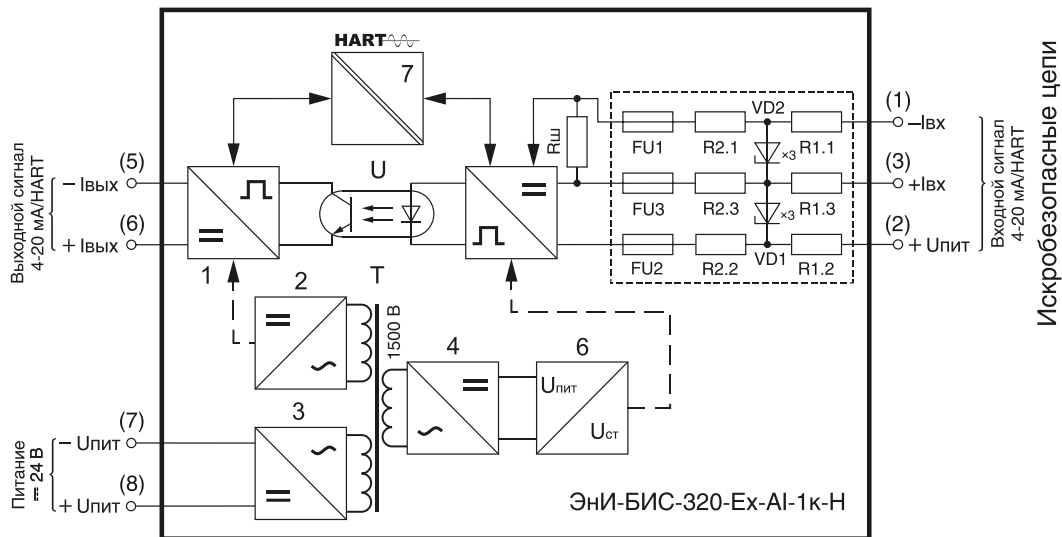 HART
7
(1)
–Iвх
VD2
Rш
FU1
R2.1
R1.1
×3
(5)
– Iвых
U
(3)
+Iвх
FU3
R2.3
R1.3
×3
(6)
+ Iвых
(2)
+ Uпит
FU2
R2.2
VD1
R1.2
Выходной сигнал
4-20 мА/HART
Входной сигнал
4-20 мА/HART
Искробезопасные цепи
1
2
T
1500 В
4
6
Uпит
Uст
3
(7)
– Uпит
(8)
+ Uпит
Питание
24 В
ЭнИ-БИС-320-Ex-AI-1к-Н